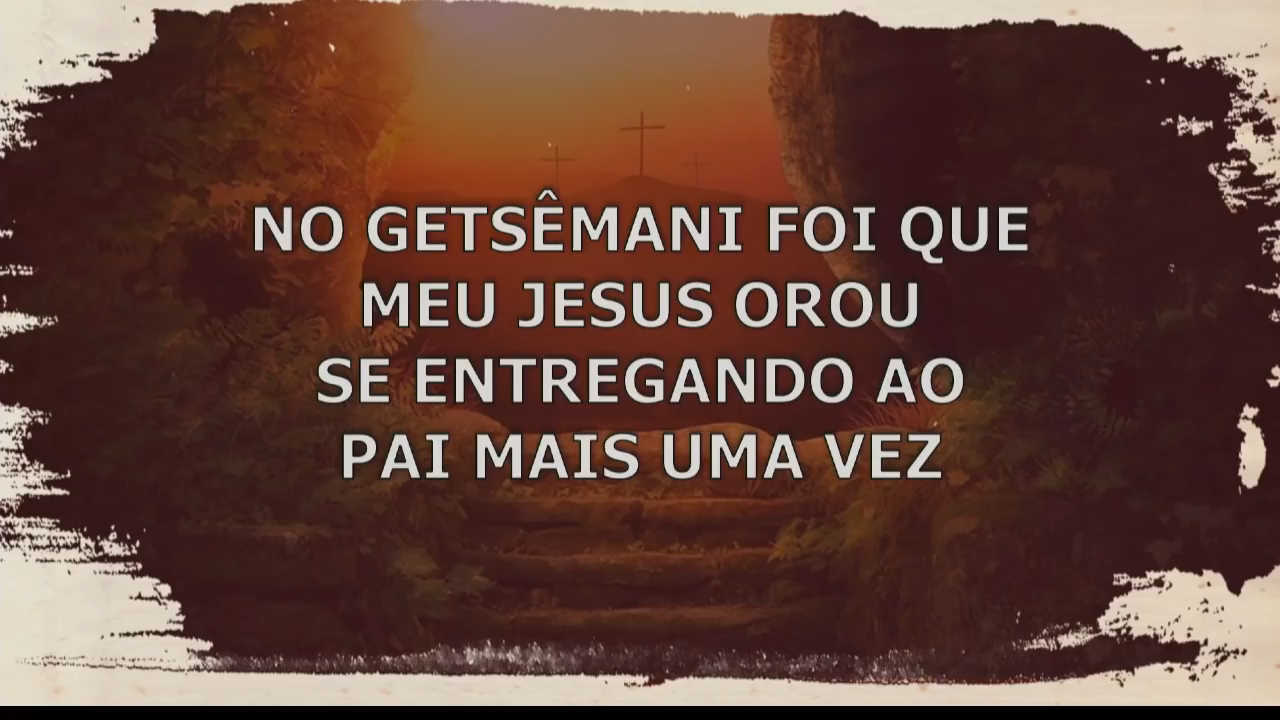 NO GETSÊMANI FOI QUE
MEU JESUS OROU
SE ENTREGANDO AO
PAI MAIS UMA VEZ